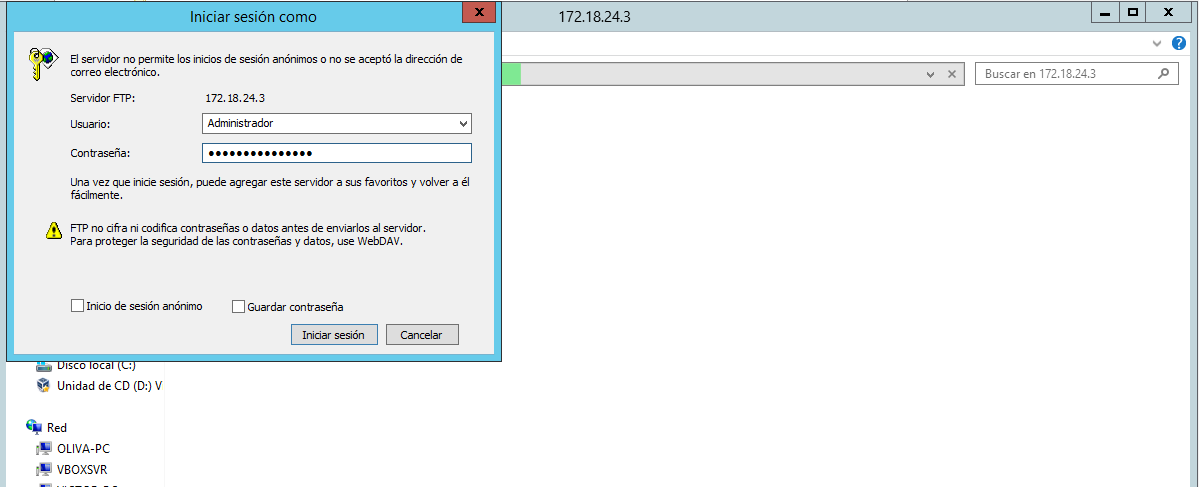 Iniciar sesión como
x
172.18.24.3
El servidor no permite los inicios de sesión anónimos o no se aceptó la dirección de
correo electrónico.
Servidor FTP: 172.18.24.3
Usuario: Administrador
Contraseña: •••••••••••••••
Una vez que inicie sesión, puede agregar este servidor a sus favoritos y volver a él
fácilmente.
FTP no cifra ni codifica contraseñas o datos antes de enviarlos al servidor.
Para proteger la seguridad de las contraseñas y datos, use WebDAV.
Inicio de sesión anónimo Guardar contraseña
Iniciar sesión Cancelar
Buscar en 172.18.24.3
Disco local (C:)
Unidad de CD (D:) V
Red
OLIVA-PC
VBOXSVR